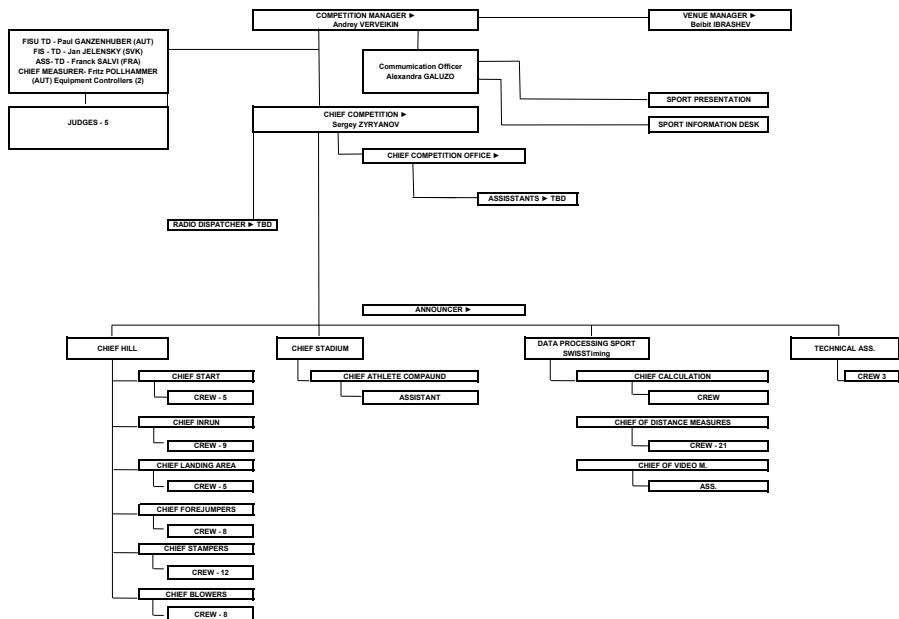 COMPETITION MANAGER ►
Andrey VERVEIKIN
VENUE MANAGER ►
Beibit IBRASHEV
FISU TD - Paul GANZENHUBER (AUT)
FIS - TD - Jan JELENSKY (SVK)
ASS- TD - Franck SALVI (FRA)
CHIEF MEASURER- Fritz POLLHAMMER
(AUT) Equipment Controllers (2)
Commumication Officer
Alexandra GALUZO
SPORT PRESENTATION
JUDGES - 5
CHIEF COMPETITION ►
Sergey ZYRYANOV
SPORT INFORMATION DESK
CHIEF COMPETITION OFFICE ►
ASSISSTANTS ► TBD
RADIO DISPATCHER ► TBD
ANNOUNCER ►
CHIEF HILL
CHIEF STADIUM
DATA PROCESSING SPORT
SWISSTiming
TECHNICAL ASS.
CHIEF START
CHIEF ATHLETE COMPAUND
CHIEF CALCULATION
CREW 3
CREW - 5
ASSISTANT
CREW
CHIEF INRUN
CHIEF OF DISTANCE MEASURES
CREW - 9
CREW - 21
CHIEF LANDING AREA
CHIEF OF VIDEO M.
CREW - 5
ASS.
CHIEF FOREJUMPERS
CREW - 8
CHIEF STAMPERS
CREW - 12
CHIEF BLOWERS
CREW - 8